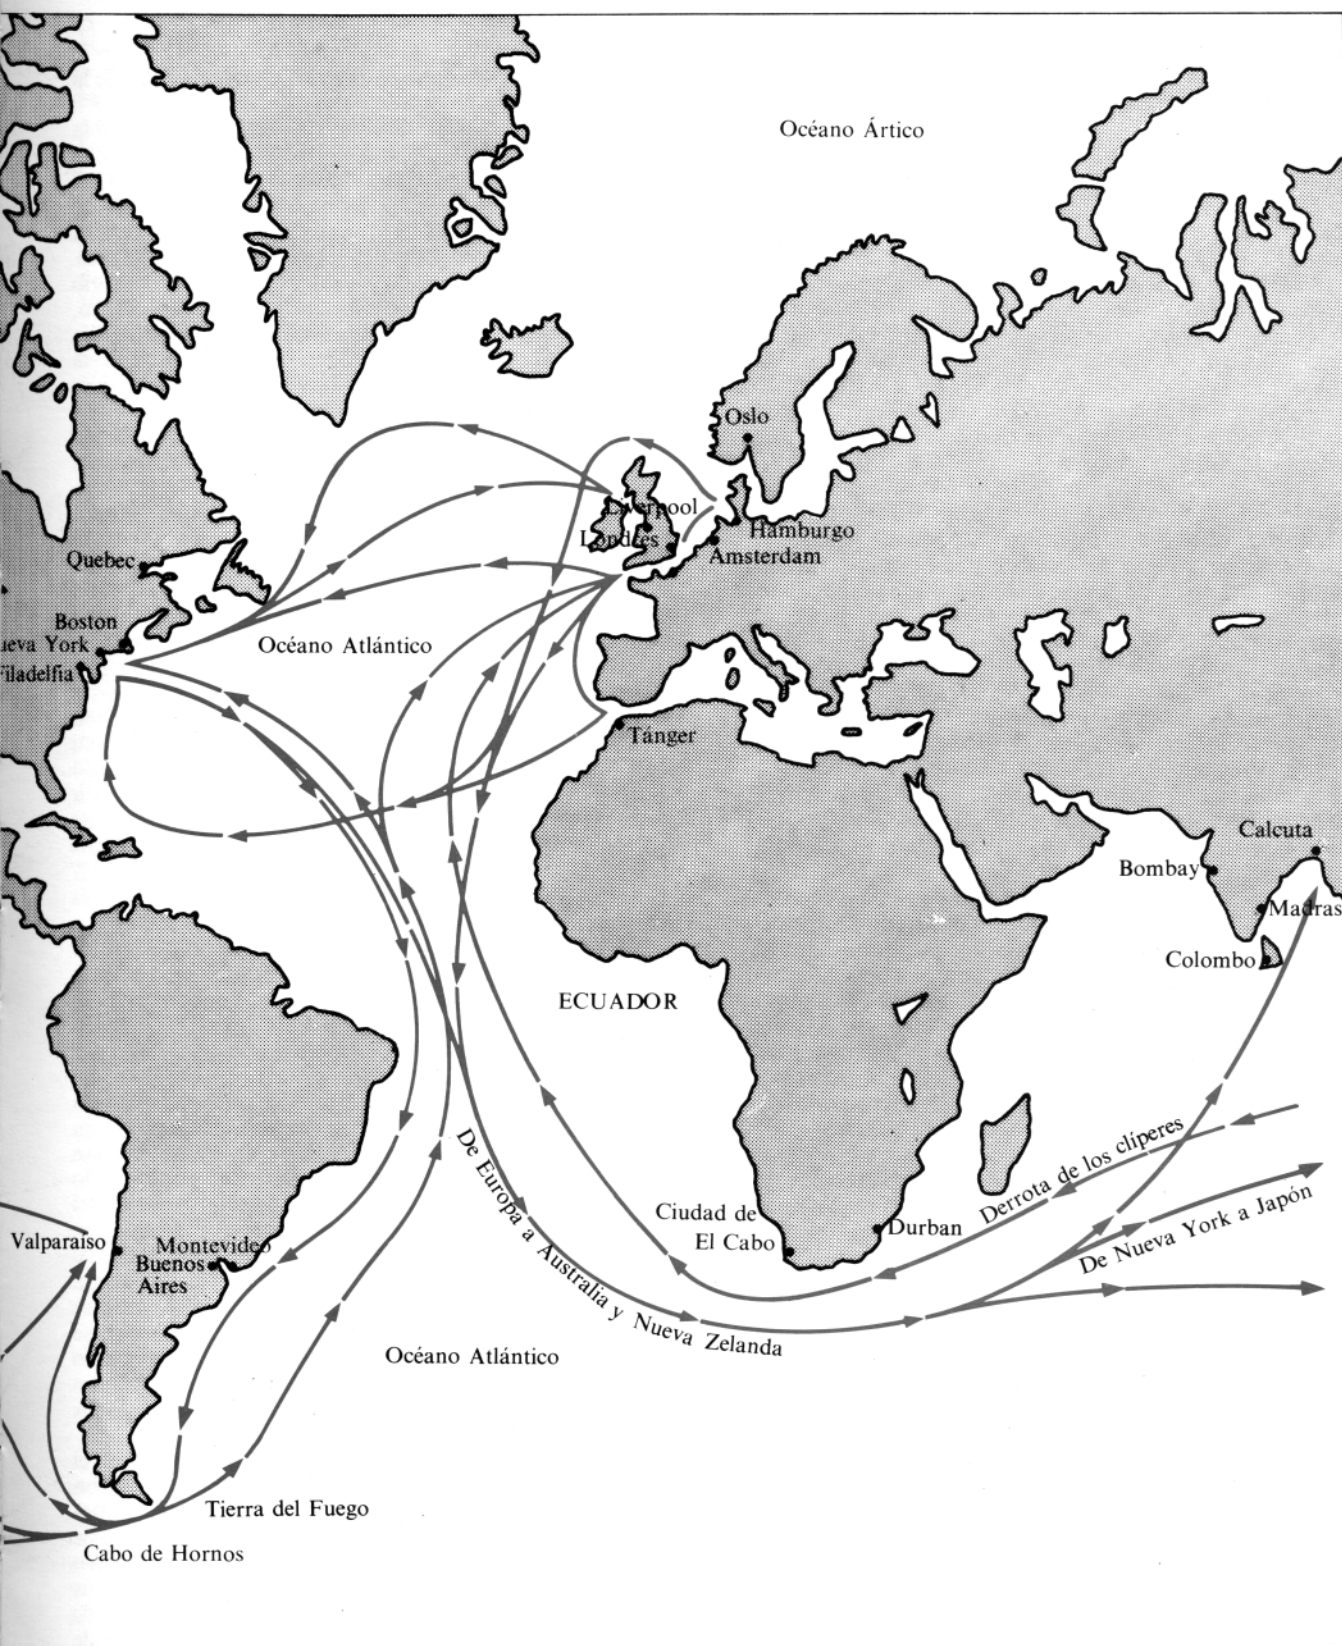 Océano Ártico
Oslo
Liverpool
Londres
Hamburgo
Amsterdam
Quebec
Boston
ueva York
Filadelfia
Océano Atlántico
Tánger
Calcuta
Bombay
Madras
Colombo
ECUADOR
De Europa a Australia y Nueva Zelanda
Derrota de los clíperes
De Nueva York a Japón
Ciudad de
El Cabo
Durban
Valparaíso
Montevideo
Buenos
Aires
Océano Atlántico
Tierra del Fuego
Cabo de Hornos